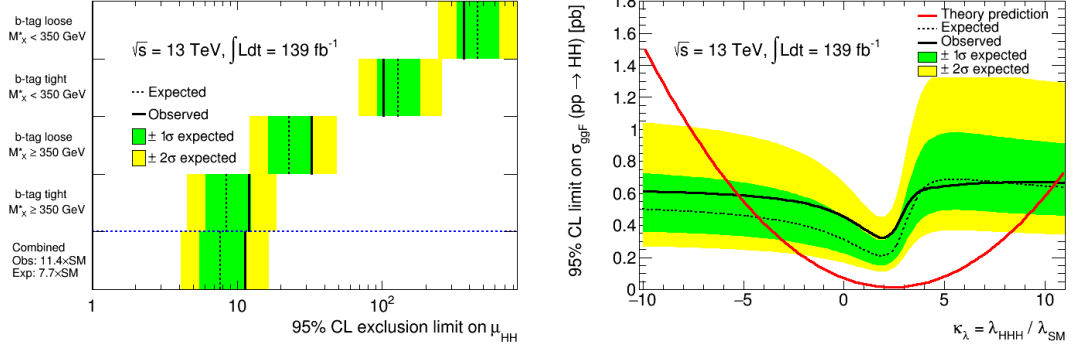 b-tag loose
M*X < 350 GeV
b-tag tight
M*X < 350 GeV
b-tag loose
M*X ≥ 350 GeV
b-tag tight
M*X ≥ 350 GeV
Combined
Obs: 11.4×SM
Exp: 7.7×SM
√s = 13 TeV, ∫Ldt = 139 fb⁻¹
Expected
Observed
± 1σ expected
± 2σ expected
1 10 10²
95% CL exclusion limit on μHH
95% CL limit on σggF (pp → HH) [pb]
1.8
1.6
1.4
1.2
1
0.8
0.6
0.4
0.2
0
√s = 13 TeV, ∫Ldt = 139 fb⁻¹
Theory prediction
Expected
Observed
± 1σ expected
± 2σ expected
−10 −5 0 5 10
κλ = λHHH / λSM